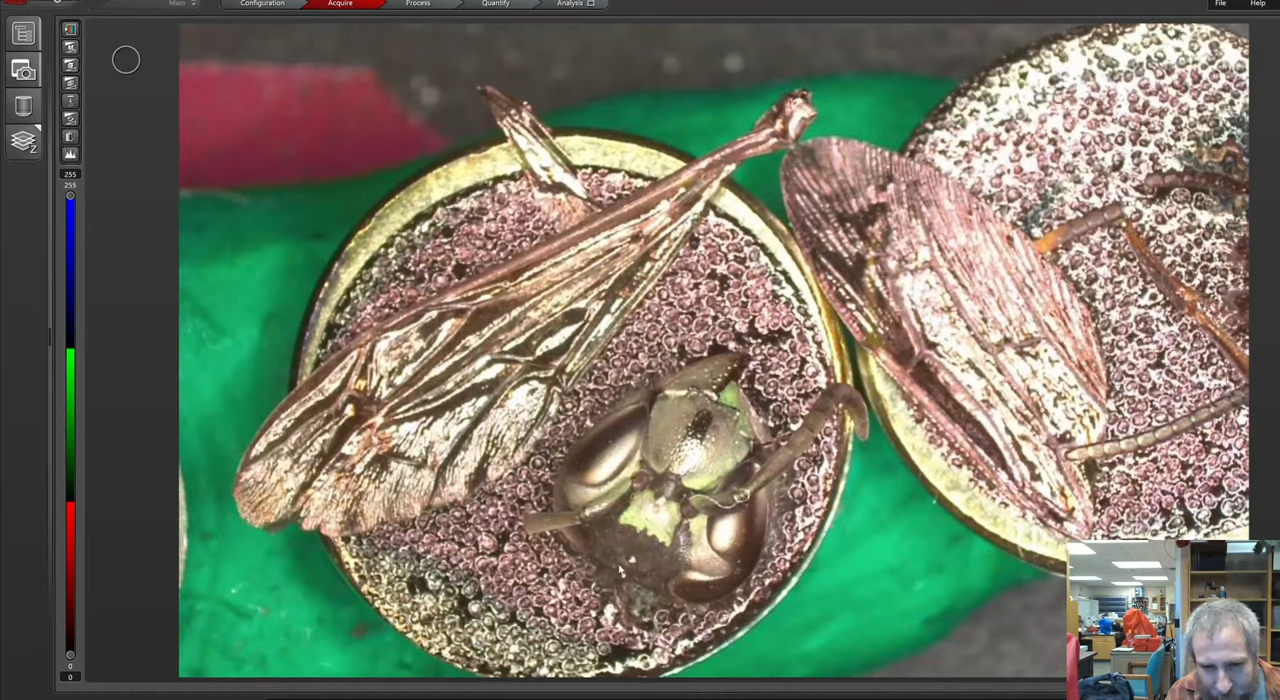 Main
Configuration Acquire Process Quantify Analysis
File Help
255
255
0
0
Z